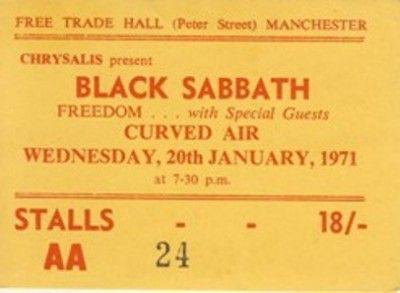 FREE TRADE HALL (Peter Street) MANCHESTER
CHRYSALIS present
BLACK SABBATH
FREEDOM . . . with Special Guests
CURVED AIR
WEDNESDAY, 20th JANUARY, 1971
at 7-30 p.m.
STALLS - - 18/-
AA 24